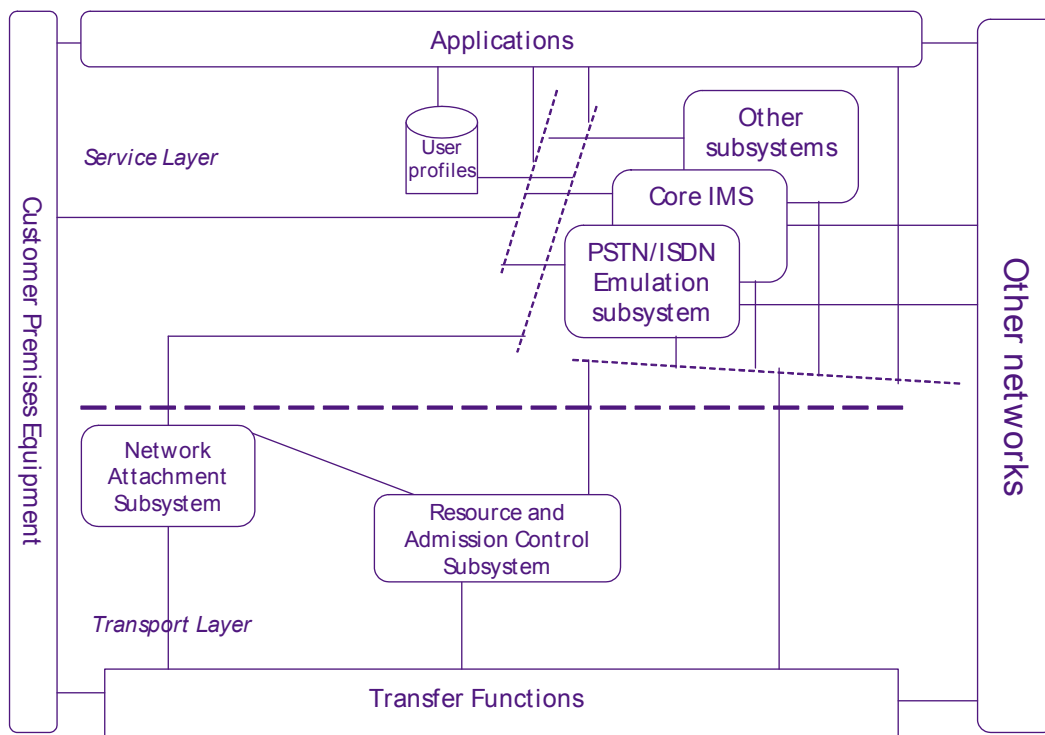 Applications
Other
subsystems
User
profiles
Service Layer
Core IMS
Customer Premises Equipment
PSTN/ISDN
Emulation
subsystem
Other networks
Network
Attachment
Subsystem
Resource and
Admission Control
Subsystem
Transport Layer
Transfer Functions